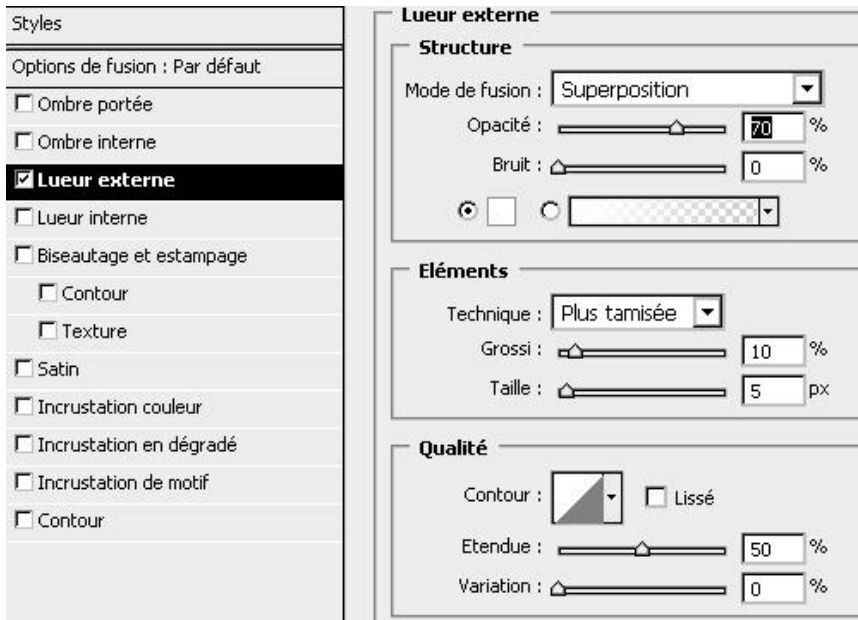 Styles
Options de fusion : Par défaut
Ombre portée
Ombre interne
Lueur externe
Lueur interne
Biseautage et estampage
Contour
Texture
Satin
Incrustation couleur
Incrustation en dégradé
Incrustation de motif
Contour
Lueur externe
Structure
Mode de fusion : Superposition
Opacité : 70 %
Bruit : 0 %
Eléments
Technique : Plus tamisée
Grossi : 10 %
Taille : 5 px
Qualité
Contour : Lissé
Etendue : 50 %
Variation : 0 %